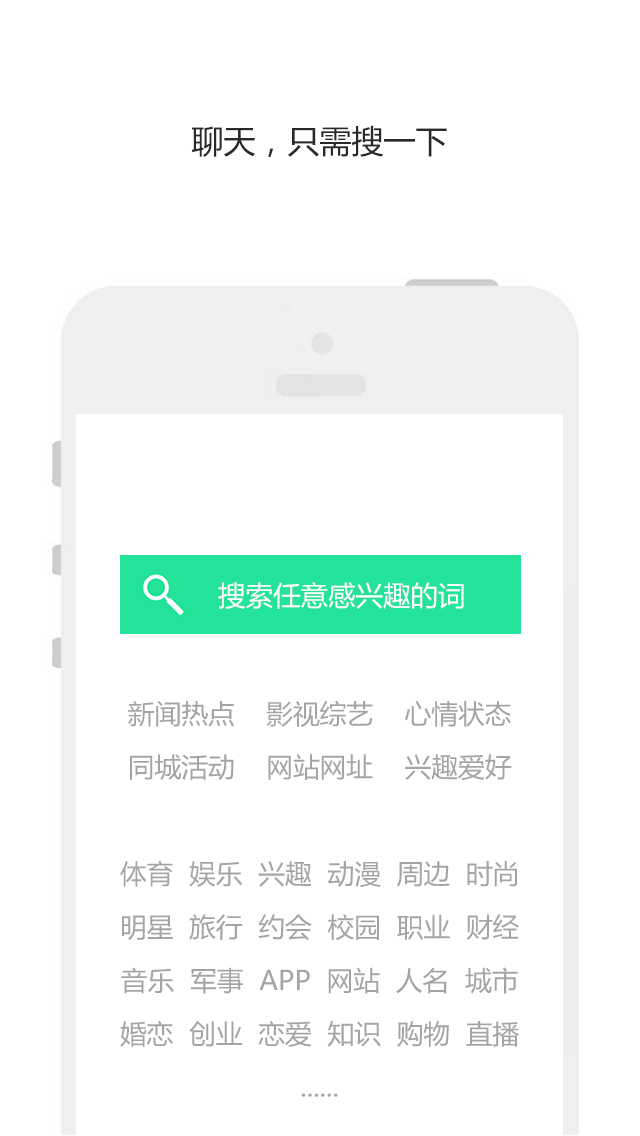 聊天，只需搜一下
搜索任意感兴趣的词
新闻热点 影视综艺 心情状态
同城活动 网站网址 兴趣爱好
体育 娱乐 兴趣 动漫 周边 时尚
明星 旅行 约会 校园 职业 财经
音乐 军事 APP 网站 人名 城市
婚恋 创业 恋爱 知识 购物 直播
……